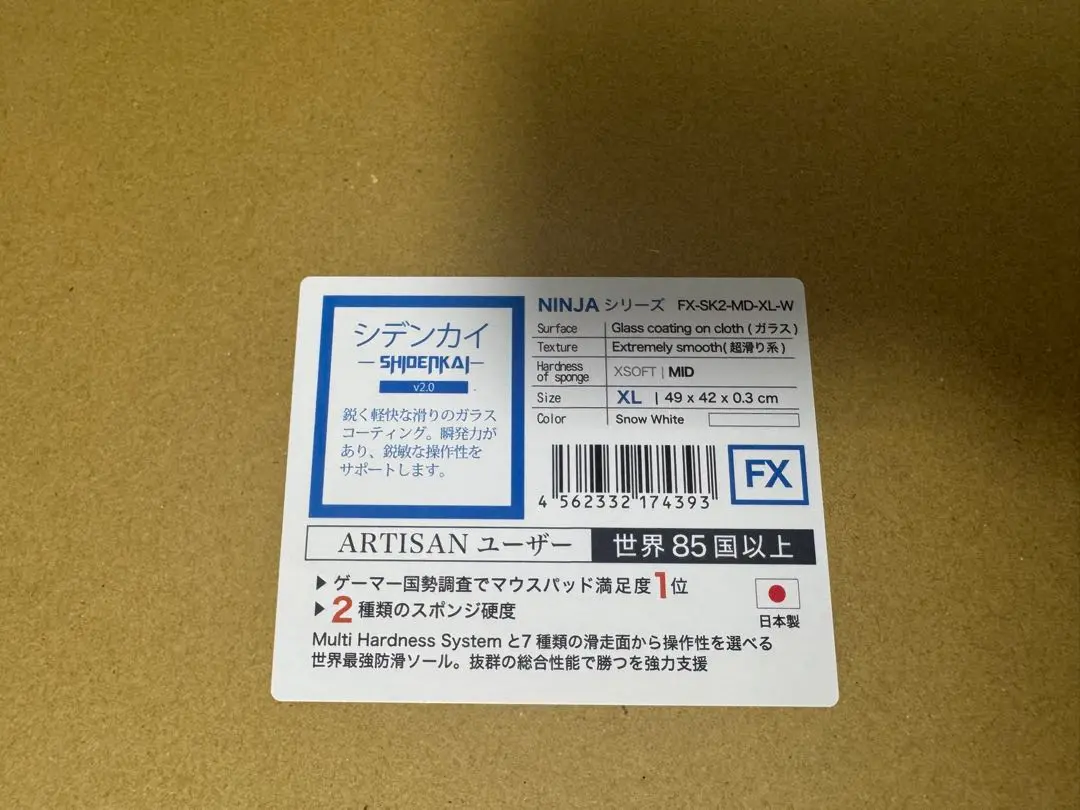 シデンカイ
SHIDENKAI
v2.0
鋭く軽快な滑りのガラス
コーティング。瞬発力が
あり、鋭敏な操作性を
サポートします。
NINJA シリーズ FX-SK2-MD-XL-W
Surface Glass coating on cloth (ガラス)
Texture Extremely smooth(超滑り系)
Hardness
of sponge XSOFT | MID
Size XL | 49 x 42 x 0.3 cm
Color Snow White
4 562332 174393
FX
ARTISAN ユーザー 世界 85 国以上
▶ ゲーマー国勢調査でマウスパッド満足度1位
▶ 2 種類のスポンジ硬度
日本製
Multi Hardness System と7 種類の滑走面から操作性を選べる
世界最強防滑ソール。抜群の総合性能で勝つを強力支援